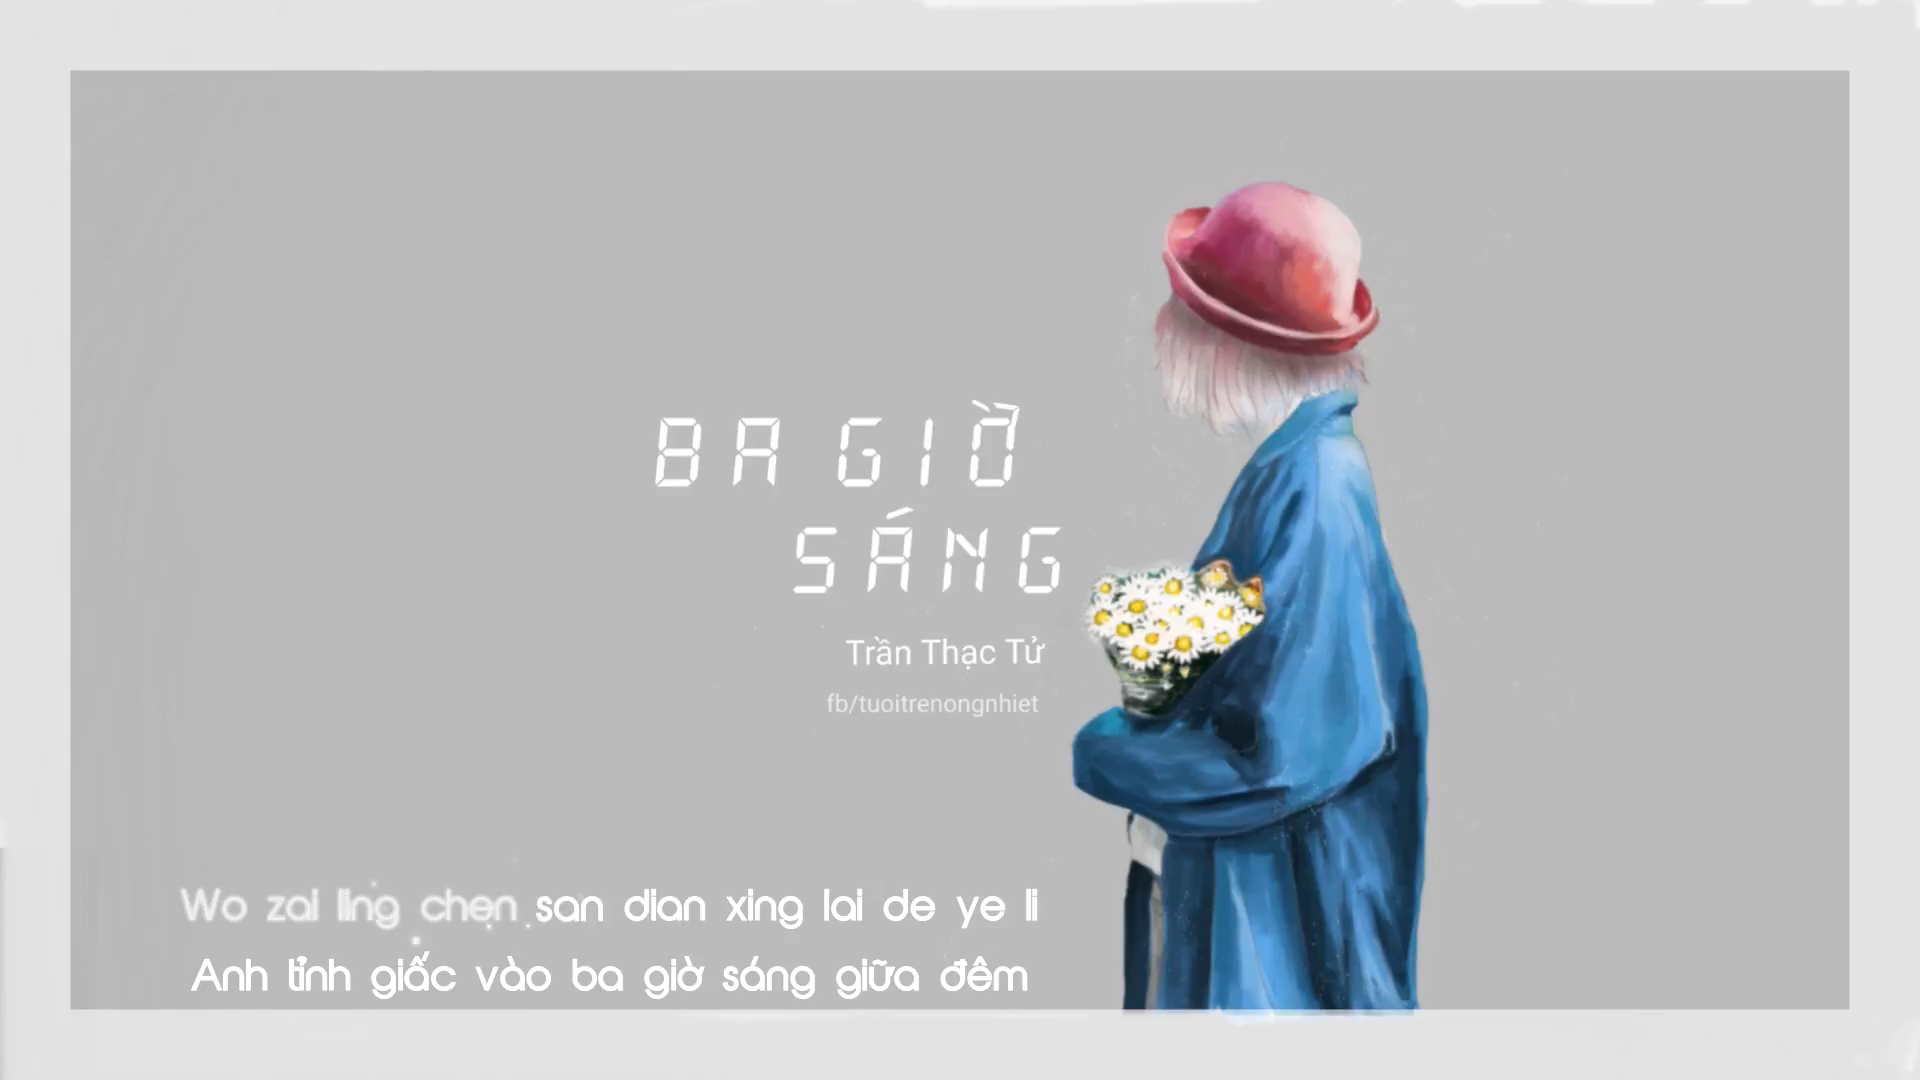 BA GIỜ
SÁNG
Trần Thạc Tử
fb/tuoitrenongnhiet
Wo zai ling chen san dian xing lai de ye li
Anh tỉnh giấc vào ba giờ sáng giữa đêm